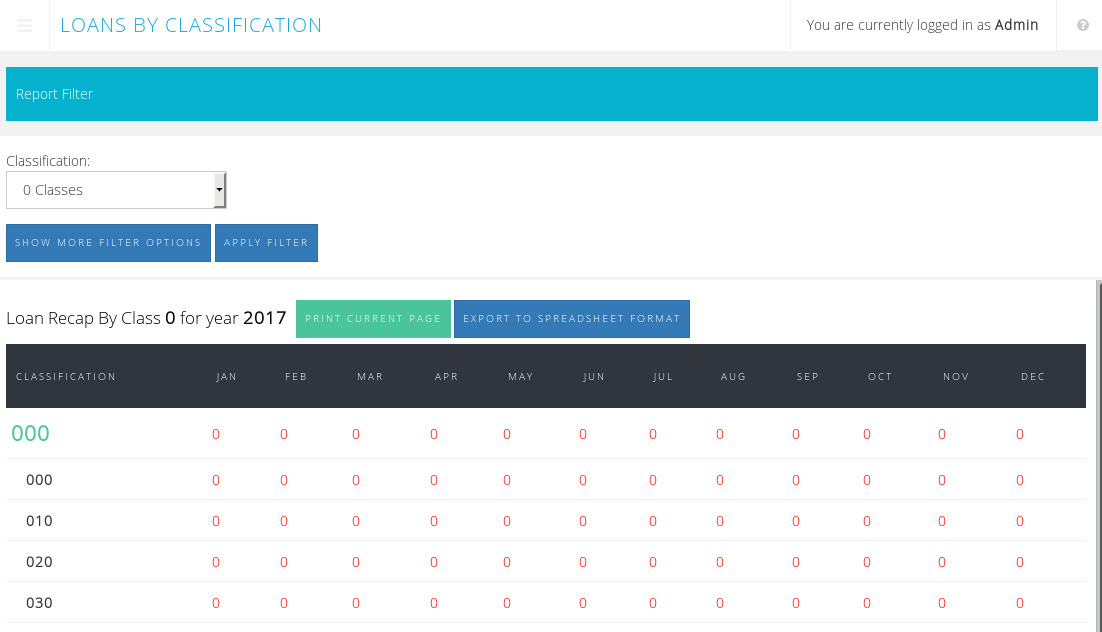 LOANS BY CLASSIFICATION You are currently logged in as Admin
Report Filter
Classification:
0 Classes
SHOW MORE FILTER OPTIONS APPLY FILTER
Loan Recap By Class 0 for year 2017 PRINT CURRENT PAGE EXPORT TO SPREADSHEET FORMAT
CLASSIFICATION JAN FEB MAR APR MAY JUN JUL AUG SEP OCT NOV DEC
000 0 0 0 0 0 0 0 0 0 0 0 0
000 0 0 0 0 0 0 0 0 0 0 0 0
010 0 0 0 0 0 0 0 0 0 0 0 0
020 0 0 0 0 0 0 0 0 0 0 0 0
030 0 0 0 0 0 0 0 0 0 0 0 0